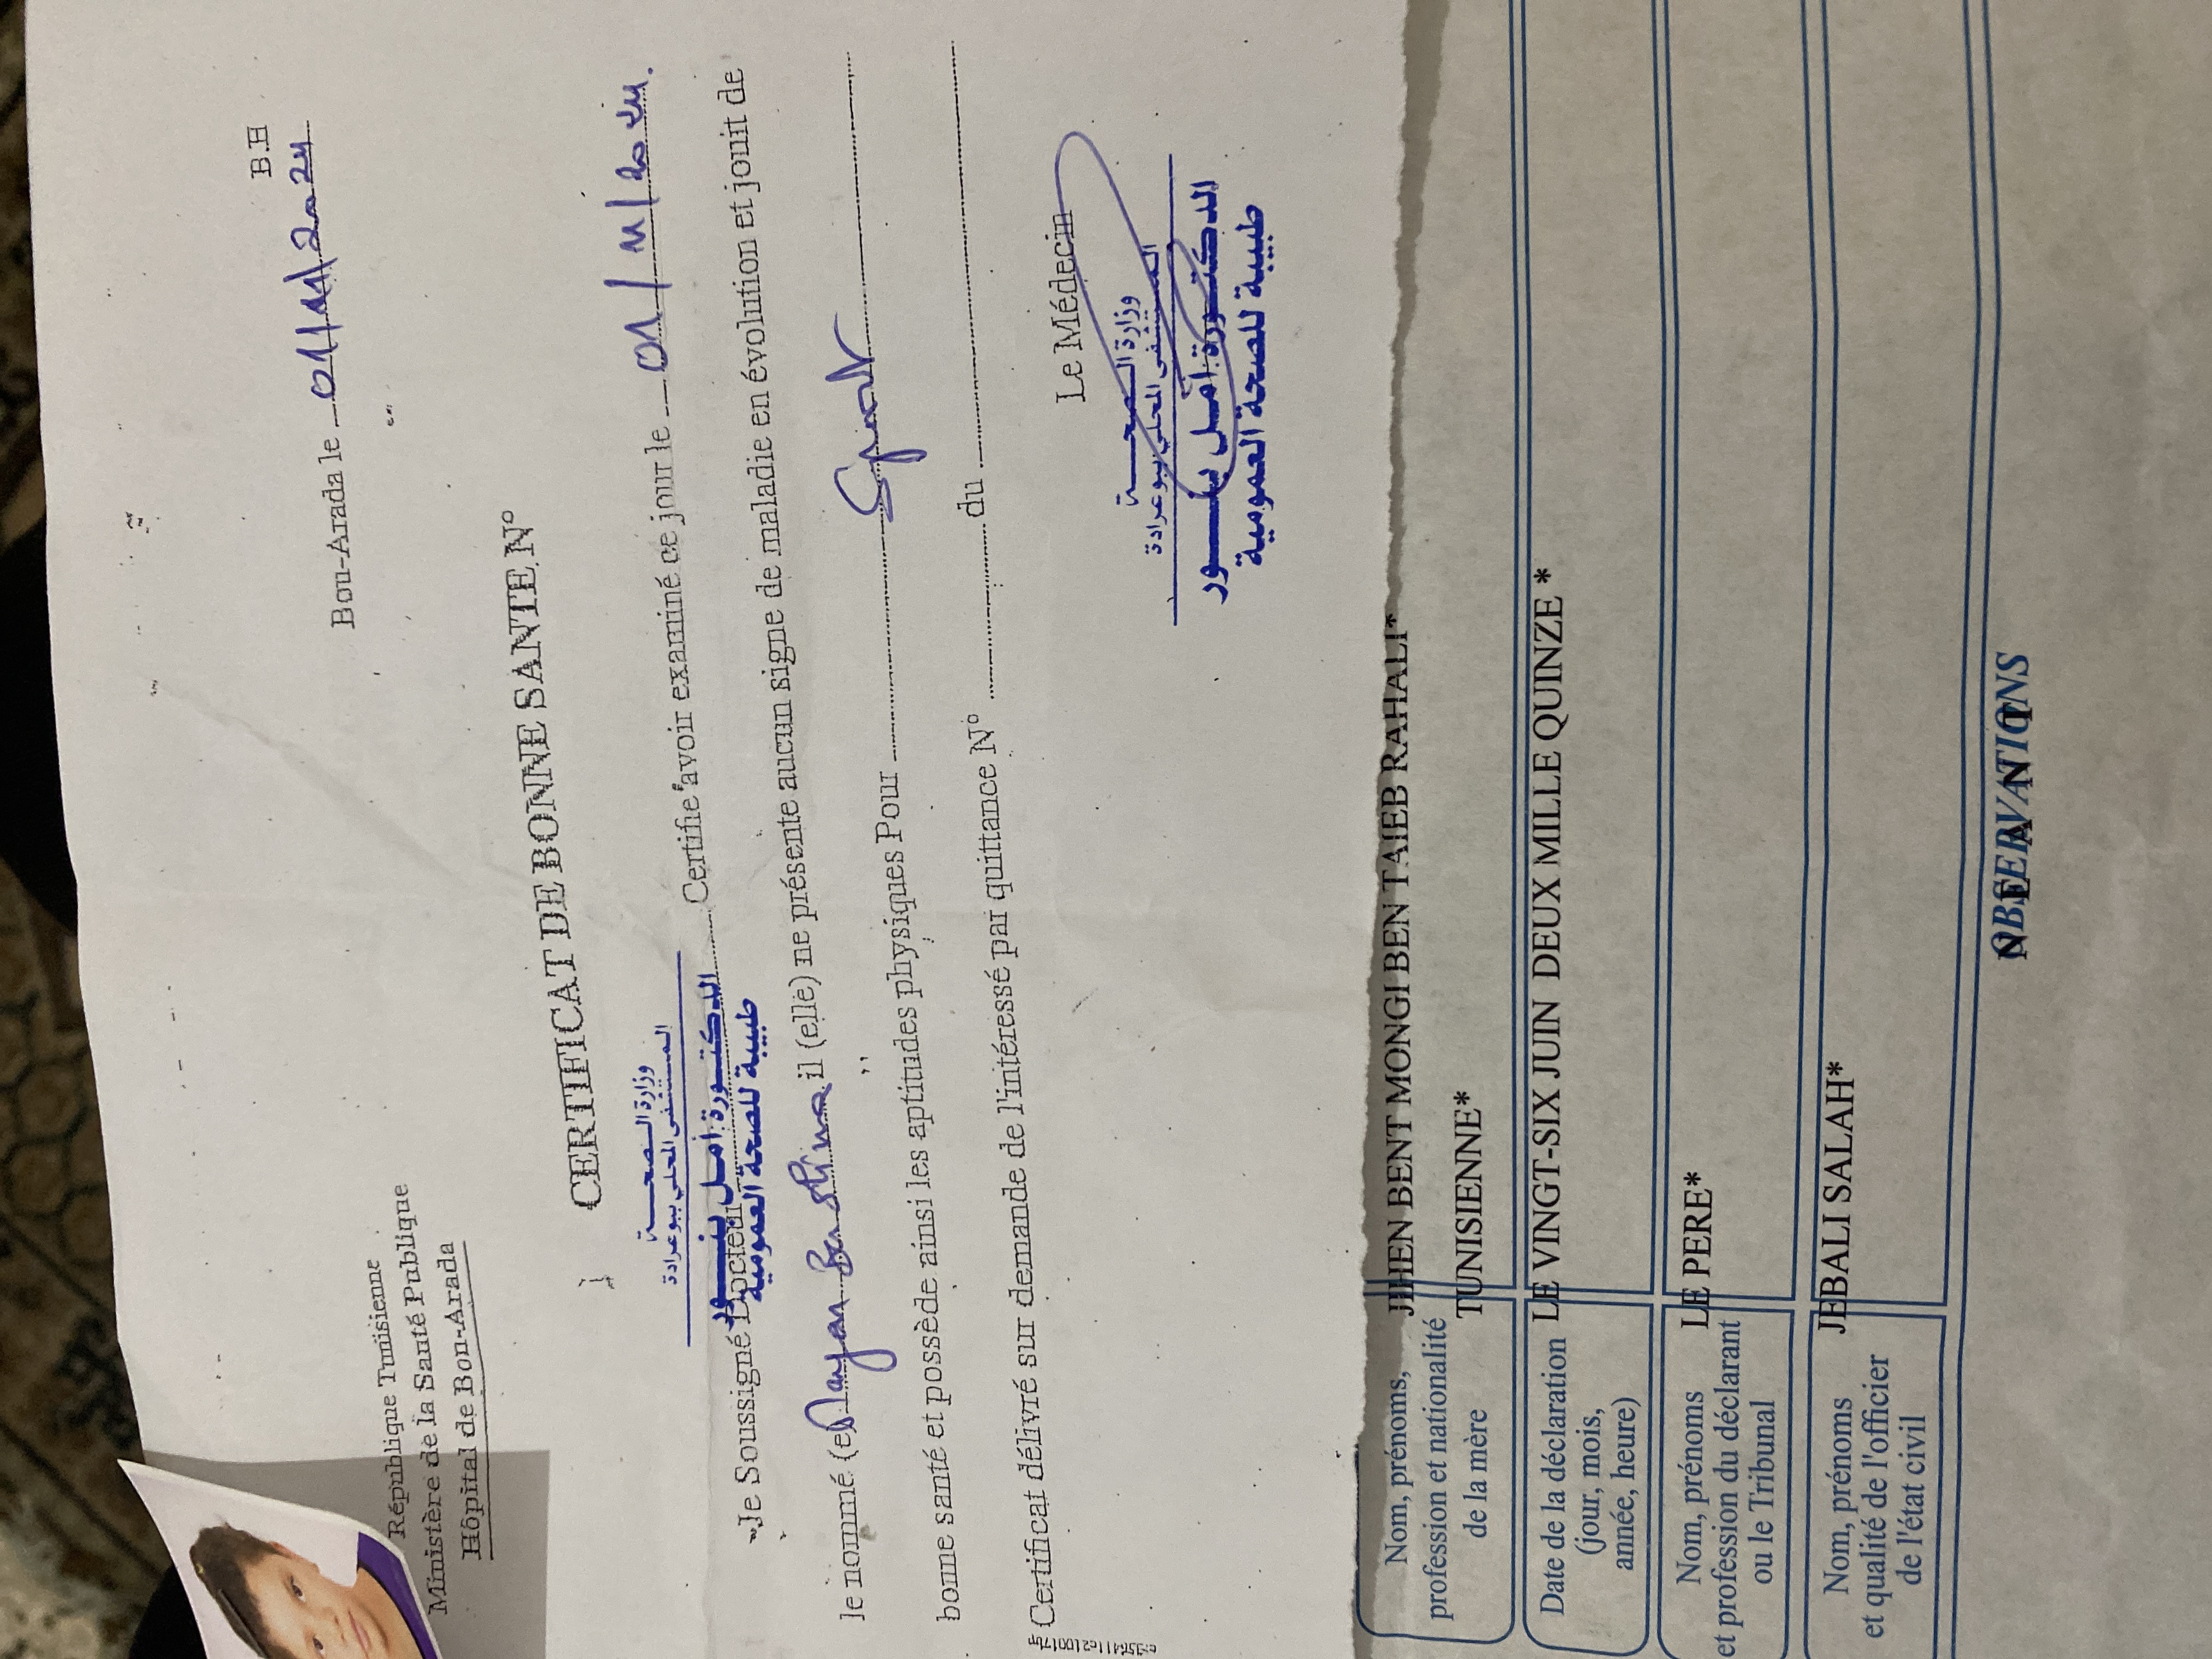 République Tunisienne
Ministère de la Santé Publique
Hôpital de Bou-Arada
B.H
Bou-Arada le 01/11/2024
CERTIFICAT DE BONNE SANTE N°
وزارة الصحة
المستشفى المحلي ببوعرادة
الدكتورة أمل
طبيبة للصحة العمومية
Je Soussigné Docteur Certifie avoir examiné ce jour le 01/11/2024.
le nommé (e) Rayan il (elle) ne présente aucun signe de maladie en évolution et jouit de
bonne santé et possède ainsi les aptitudes physiques Pour Sport
Certificat délivré sur demande de l'intéressé par quittance N° du
Le Médecin
وزارة الصحة
المستشفى المحلي ببوعرادة
الدكتورة أمل
طبيبة للصحة العمومية
Nom, prénoms,
profession et nationalité
de la mère
JIHEN BENT MONGI BEN TAIEB RAHALI*
TUNISIENNE*
Date de la déclaration
(jour, mois,
année, heure)
LE VINGT-SIX JUIN DEUX MILLE QUINZE *
Nom, prénoms
et profession du déclarant
ou le Tribunal
LE PERE*
Nom, prénoms
et qualité de l'officier
de l'état civil
JEBALI SALAH*
OBSERVATIONS